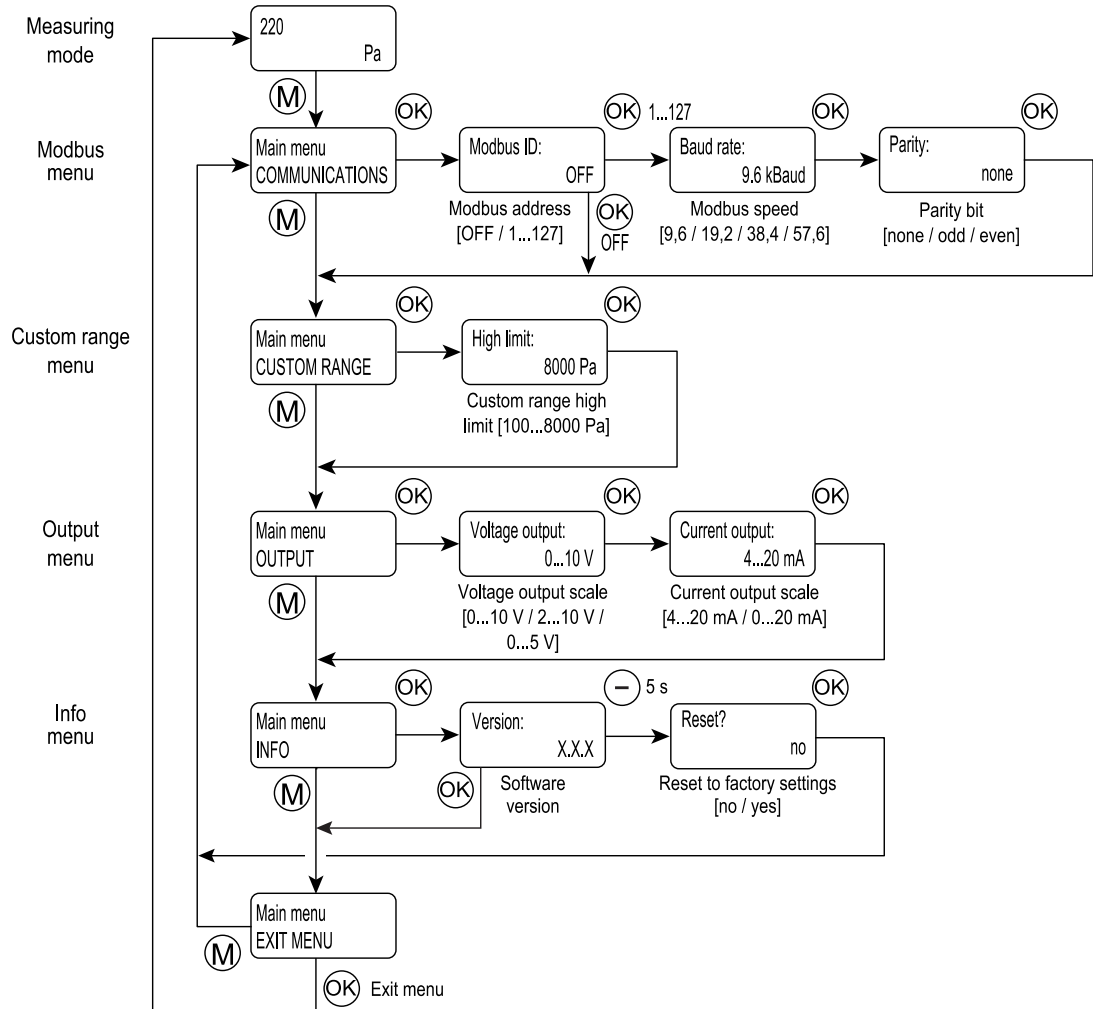 Measuring
mode
220
Pa
M
OK
OK 1...127
OK
OK
Modbus
menu
Main menu
COMMUNICATIONS
Modbus ID:
OFF
Baud rate:
9.6 kBaud
Parity:
none
M
Modbus address
[OFF / 1...127]
OK
OFF
Modbus speed
[9,6 / 19,2 / 38,4 / 57,6]
Parity bit
[none / odd / even]
OK
OK
Custom range
menu
Main menu
CUSTOM RANGE
High limit:
8000 Pa
M
Custom range high
limit [100...8000 Pa]
OK
OK
OK
Output
menu
Main menu
OUTPUT
Voltage output:
0...10 V
Current output:
4...20 mA
M
Voltage output scale
[0...10 V / 2...10 V /
0...5 V]
Current output scale
[4...20 mA / 0...20 mA]
OK
− 5 s
OK
Info
menu
Main menu
INFO
Version:
X.X.X
Reset?
no
M
OK
Software
version
Reset to factory settings
[no / yes]
Main menu
EXIT MENU
M
OK Exit menu